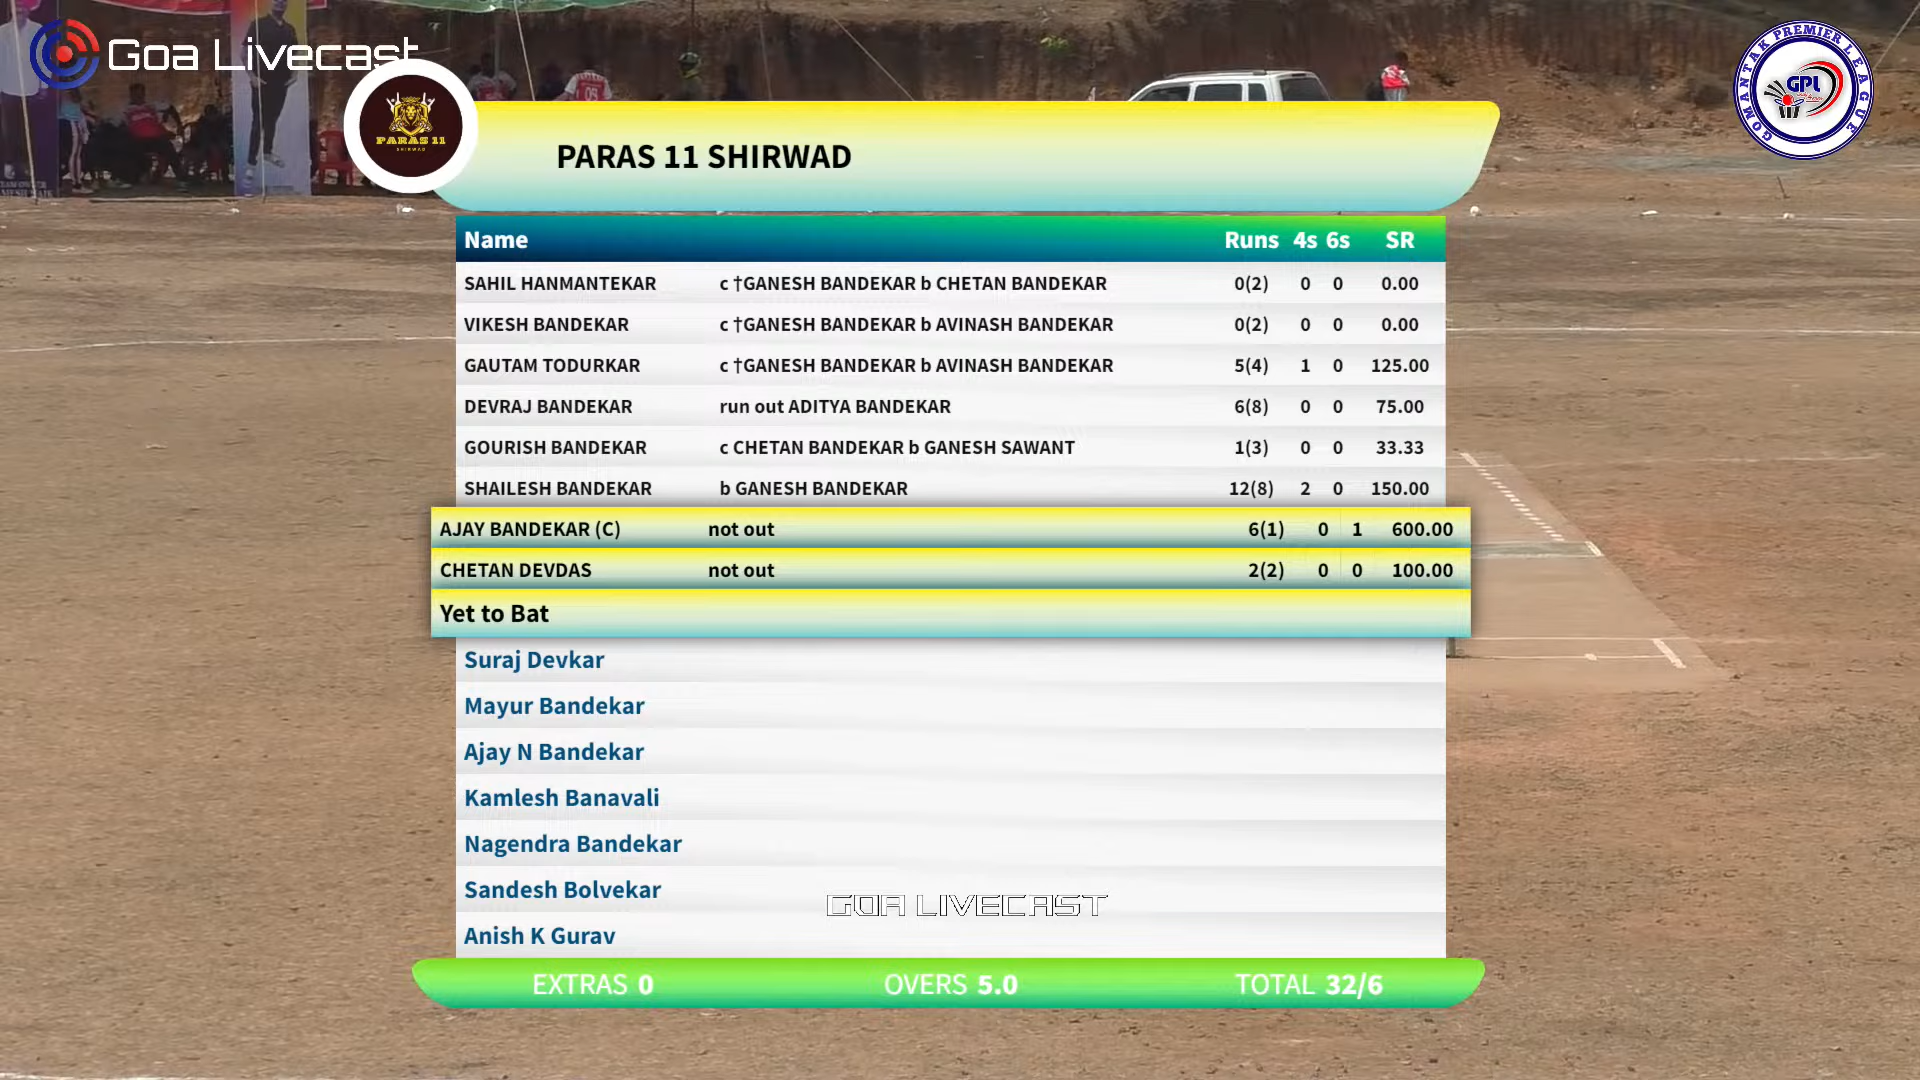 Goa Livecast
GOMANTAK PREMIER LEAGUE
GPL
PARAS 11
SHIRWAD
PARAS 11 SHIRWAD
Name Runs 4s 6s SR
SAHIL HANMANTEKAR c †GANESH BANDEKAR b CHETAN BANDEKAR 0(2) 0 0 0.00
VIKESH BANDEKAR c †GANESH BANDEKAR b AVINASH BANDEKAR 0(2) 0 0 0.00
GAUTAM TODURKAR c †GANESH BANDEKAR b AVINASH BANDEKAR 5(4) 1 0 125.00
DEVRAJ BANDEKAR run out ADITYA BANDEKAR 6(8) 0 0 75.00
GOURISH BANDEKAR c CHETAN BANDEKAR b GANESH SAWANT 1(3) 0 0 33.33
SHAILESH BANDEKAR b GANESH BANDEKAR 12(8) 2 0 150.00
AJAY BANDEKAR (C) not out 6(1) 0 1 600.00
CHETAN DEVDAS not out 2(2) 0 0 100.00
Yet to Bat
Suraj Devkar
Mayur Bandekar
Ajay N Bandekar
Kamlesh Banavali
Nagendra Bandekar
Sandesh Bolvekar
GOA LIVECAST
Anish K Gurav
EXTRAS 0 OVERS 5.0 TOTAL 32/6